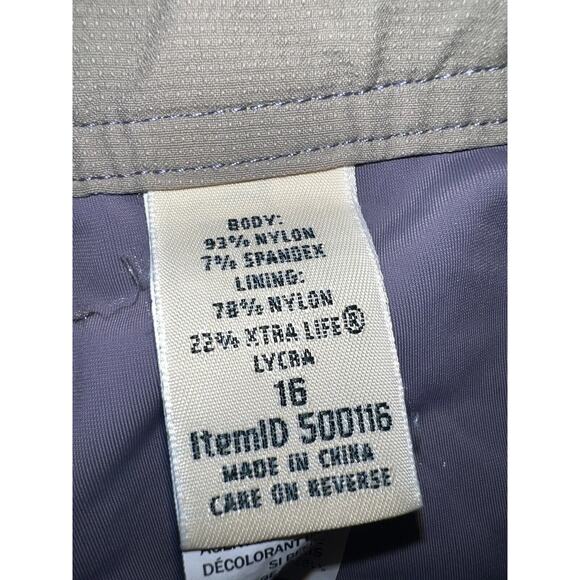 BODY:
93% NYLON
7% SPANDEX
LINING:
78% NYLON
22% XTRA LIFE®
LYCRA
16
ItemID 500116
MADE IN CHINA
CARE ON REVERSE
DÉCOLORANT
SI